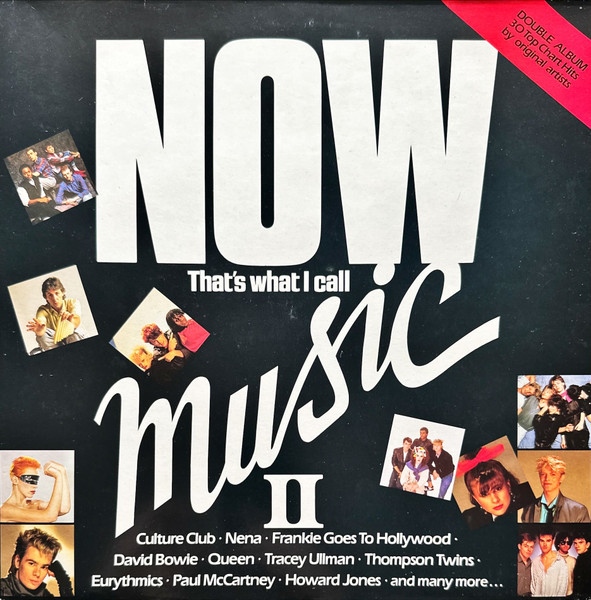 DOUBLE ALBUM
30 Top Chart Hits
by original artists
NOW
That's what I call
music
II
Culture Club · Nena · Frankie Goes To Hollywood ·
David Bowie · Queen · Tracey Ullman · Thompson Twins ·
Eurythmics · Paul McCartney · Howard Jones · and many more...